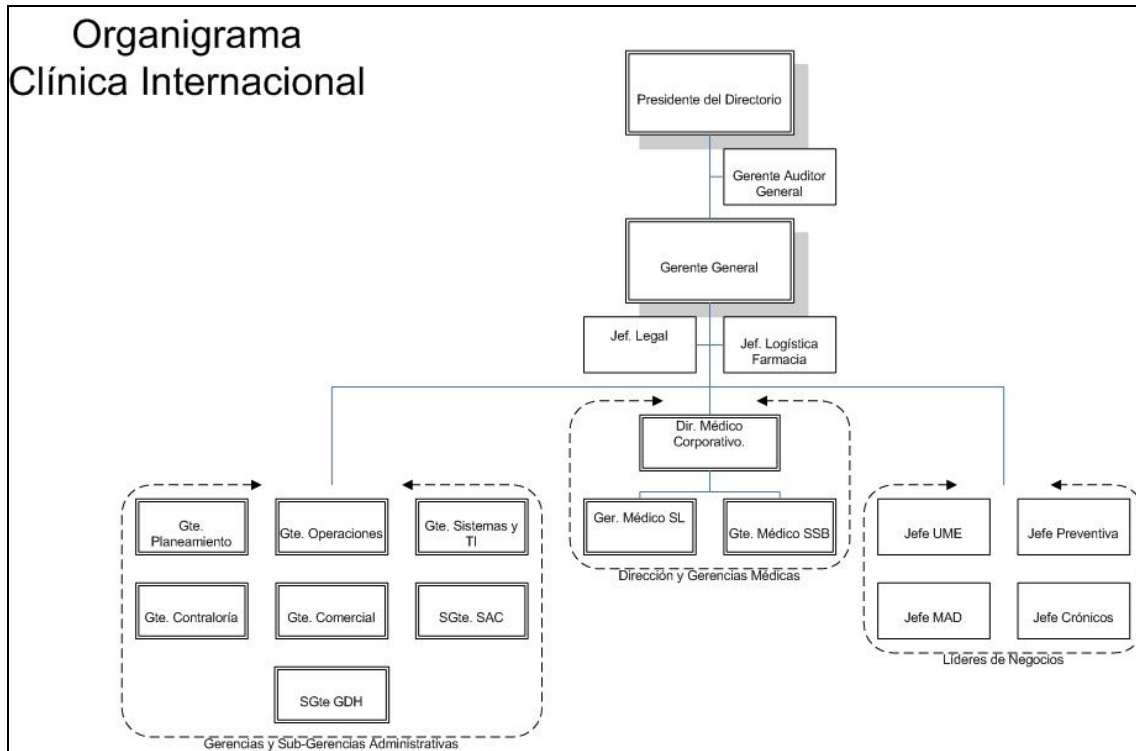 Organigrama
Clínica Internacional
Presidente del Directorio
Gerente Auditor
General
Gerente General
Jef. Legal
Jef. Logística
Farmacia
Dir. Médico
Corporativo.
Gte.
Planeamiento
Gte. Operaciones
Gte. Sistemas y
TI
Gte. Contraloría
Gte. Comercial
SGte. SAC
SGte GDH
Gerencias y Sub-Gerencias Administrativas
Ger. Médico SL
Gte. Médico SSB
Dirección y Gerencias Médicas
Jefe UME
Jefe Preventiva
Jefe MAD
Jefe Crónicos
Líderes de Negocios